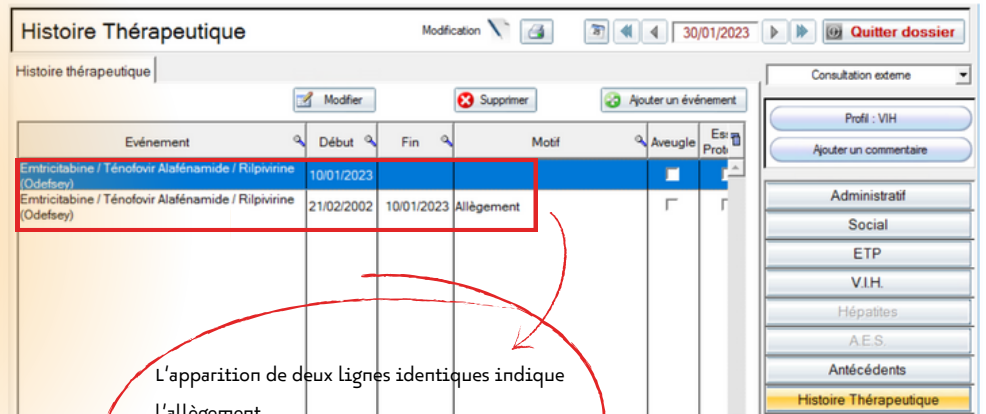 Histoire Thérapeutique
Modification
30/01/2023
Quitter dossier
Histoire thérapeutique
Consultation externe
Modifier
Supprimer
Ajouter un événement
Profil : VIH
Ajouter un commentaire
Evénement
Début
Fin
Motif
Aveugle
Emtricitabine / Ténofovir Alafénamide / Rilpivirine
(Odefsey)
10/01/2023
Emtricitabine / Ténofovir Alafénamide / Rilpivirine
(Odefsey)
21/02/2002
10/01/2023
Allègement
Administratif
Social
ETP
V.I.H.
Hépatites
A.E.S.
Antécédents
Histoire Thérapeutique
L'apparition de deux lignes identiques indique
l'allègement